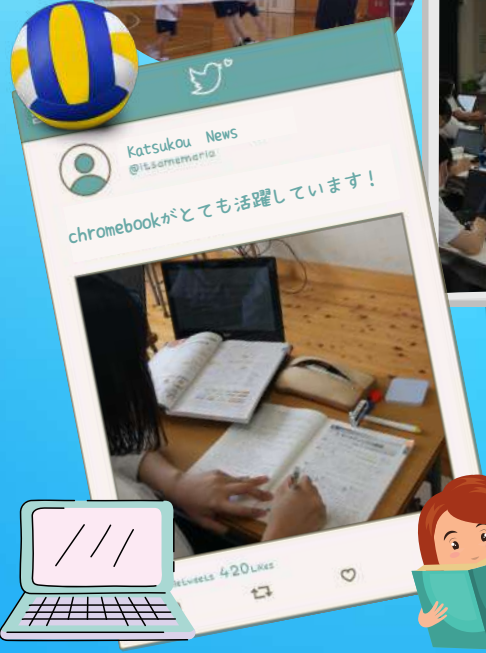 Katsukou News
@itsamemaria
chromebookがとても活躍しています！
Retweets 420 Likes